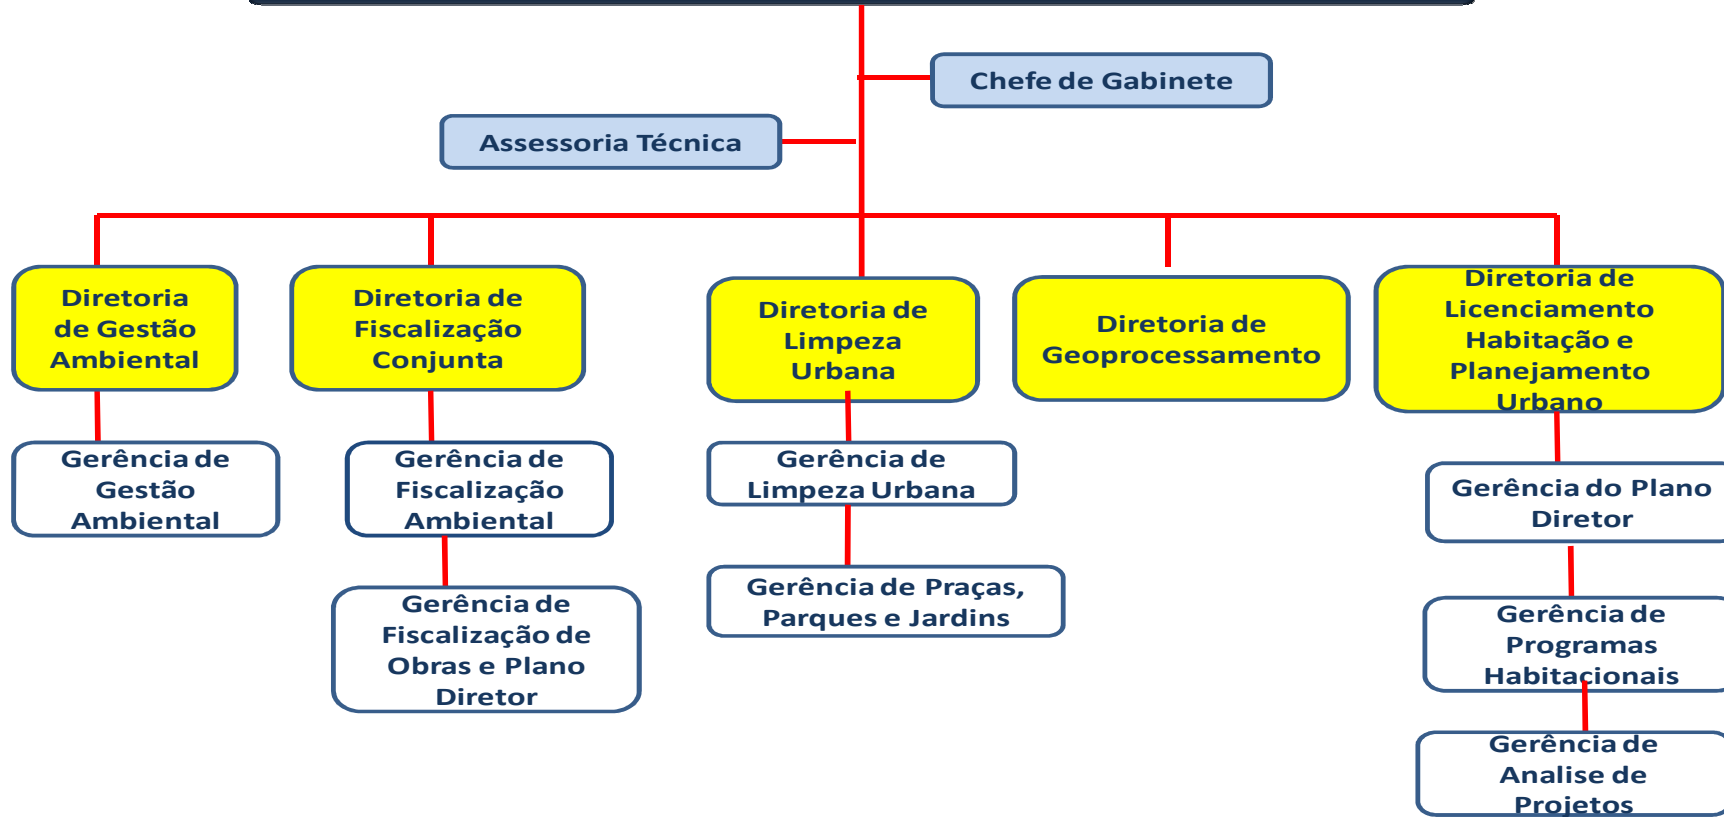 Chefe de Gabinete
Assessoria Técnica
Diretoria
de Gestão
Ambiental
Diretoria de
Fiscalização
Conjunta
Diretoria de
Limpeza
Urbana
Diretoria de
Geoprocessamento
Diretoria de
Licenciamento
Habitação e
Planejamento
Urbano
Gerência de
Gestão
Ambiental
Gerência de
Fiscalização
Ambiental
Gerência de
Limpeza Urbana
Gerência do Plano
Diretor
Gerência de
Fiscalização de
Obras e Plano
Diretor
Gerência de Praças,
Parques e Jardins
Gerência de
Programas
Habitacionais
Gerência de
Analise de
Projetos